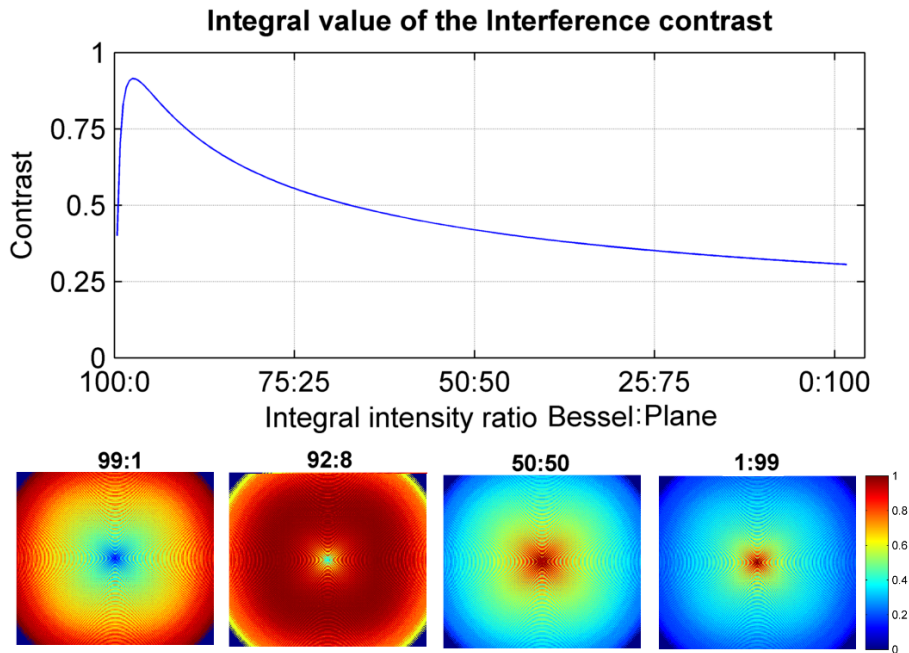 Integral value of the Interference contrast
1
0.75
0.5
0.25
0
Contrast
100:0 75:25 50:50 25:75 0:100
Integral intensity ratio Bessel:Plane
99:1 92:8 50:50 1:99
1
0.8
0.6
0.4
0.2
0